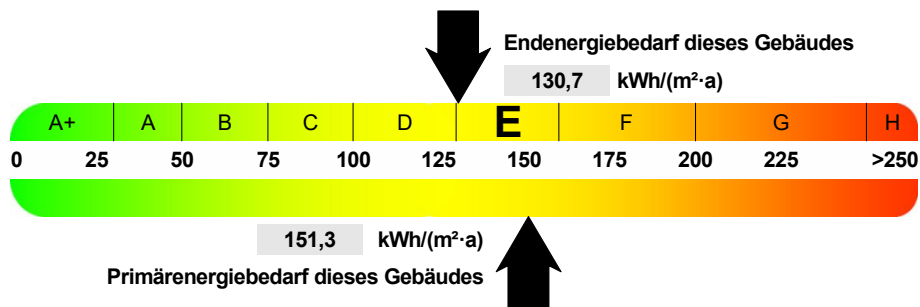 Endenergiebedarf dieses Gebäudes
130,7 kWh/(m²·a)
A+ A B C D E F G H
0 25 50 75 100 125 150 175 200 225 >250
151,3 kWh/(m²·a)
Primärenergiebedarf dieses Gebäudes